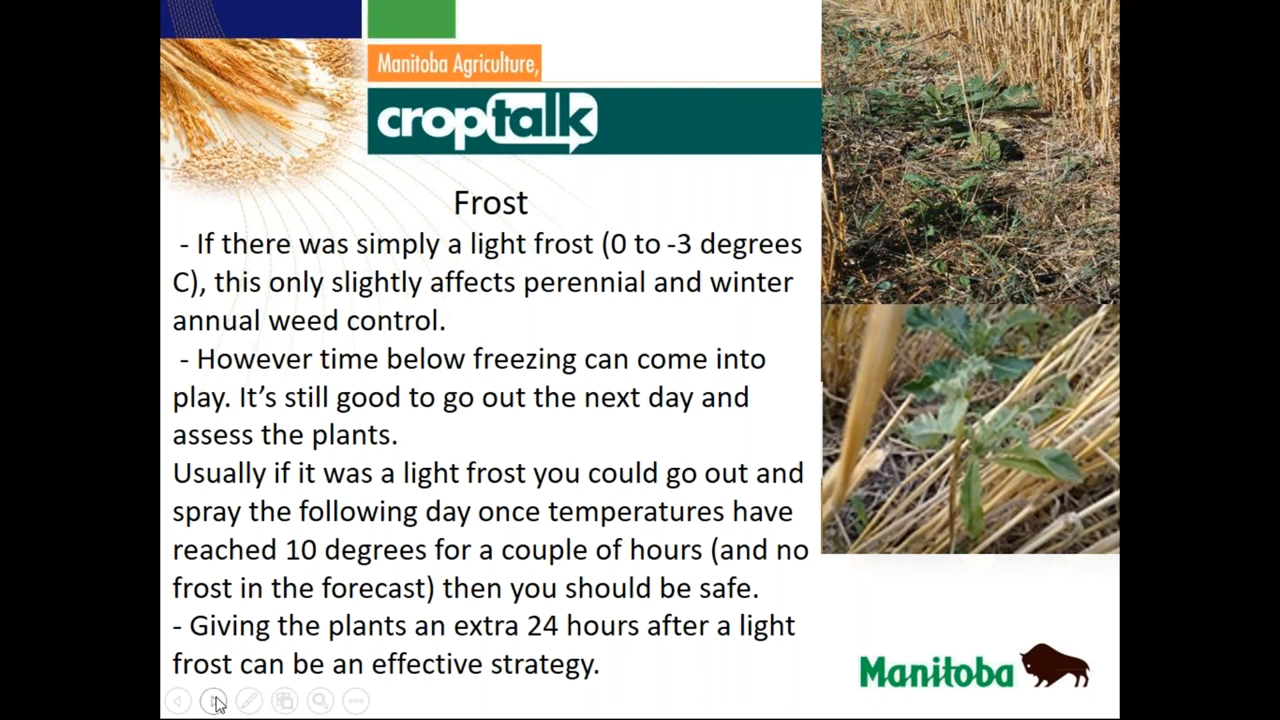 Manitoba Agriculture,
croptalk
Frost
- If there was simply a light frost (0 to -3 degrees
C), this only slightly affects perennial and winter
annual weed control.
- However time below freezing can come into
play. It’s still good to go out the next day and
assess the plants.
Usually if it was a light frost you could go out and
spray the following day once temperatures have
reached 10 degrees for a couple of hours (and no
frost in the forecast) then you should be safe.
- Giving the plants an extra 24 hours after a light
frost can be an effective strategy.
Manitoba